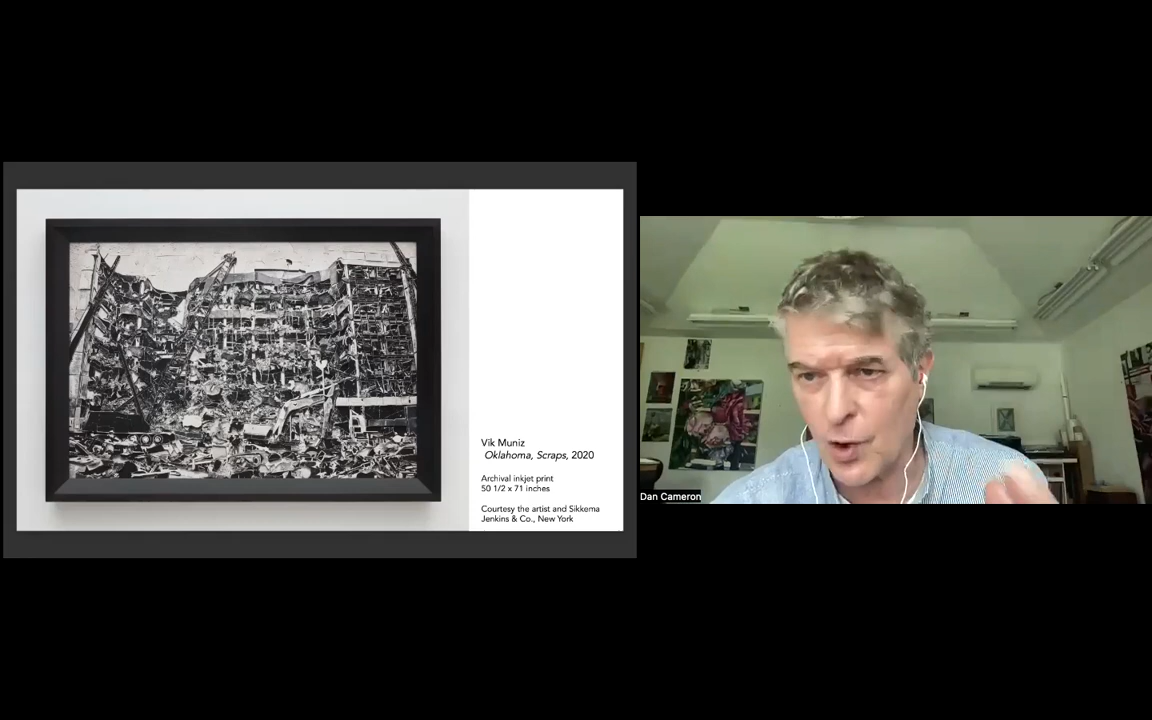 Vik Muniz
Oklahoma, Scraps, 2020
Archival inkjet print
50 1/2 x 71 inches
Courtesy the artist and Sikkema
Jenkins & Co., New York
Dan Cameron